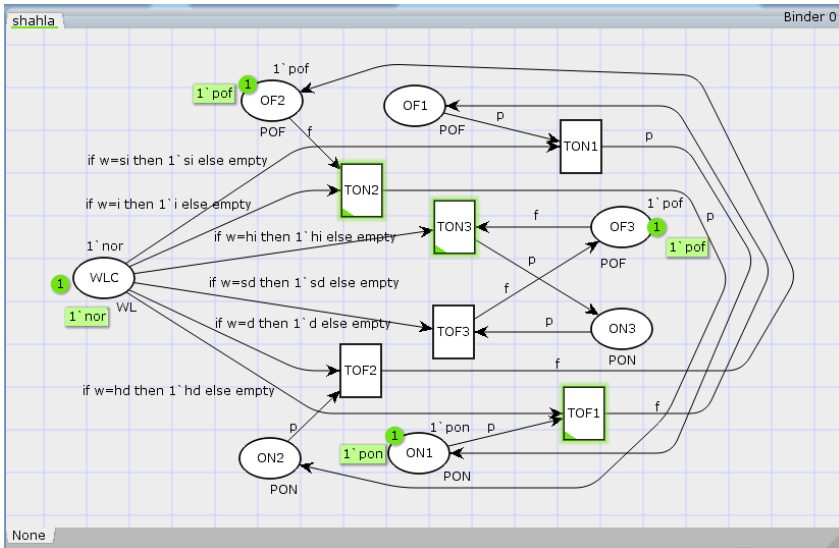 shahla
Binder 0
1`pof
1
1`pof
OF2
POF
f
OF1
POF
p
TON1
p
if w=si then 1`si else empty
TON2
if w=i then 1`i else empty
TON3
f
1`pof
OF3
1
1`pof
POF
p
if w=hi then 1`hi else empty
1`nor
WLC
1
WL
1`nor
p
if w=sd then 1`sd else empty
f
if w=d then 1`d else empty
TOF3
p
ON3
PON
TOF2
f
if w=hd then 1`hd else empty
TOF1
f
p
1`pon
p
1
1`pon
ON1
PON
ON2
PON
None